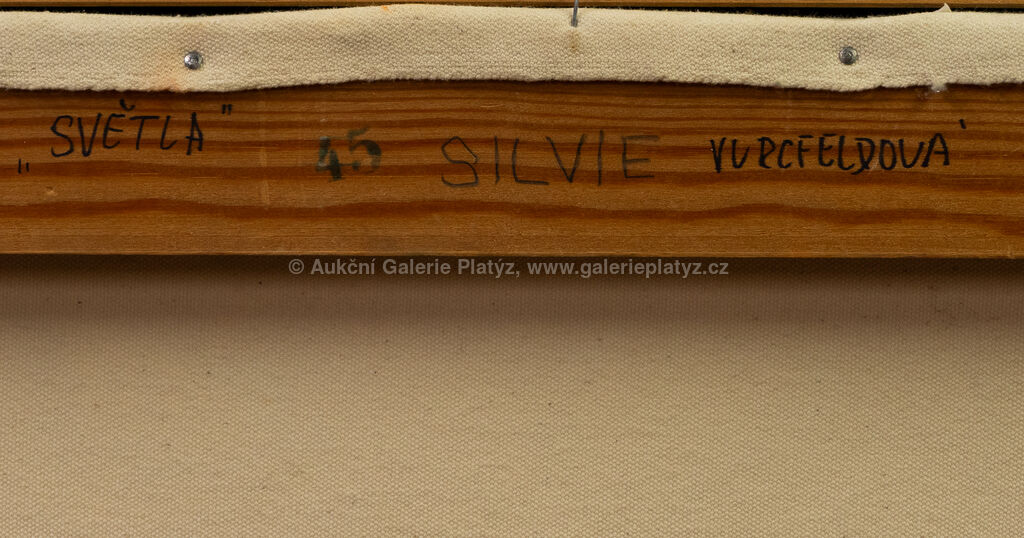 „SVĚTLA” 45 SILVIE VURCFELDOVÁ
© Aukční Galerie Platýz, www.galerieplatyz.cz